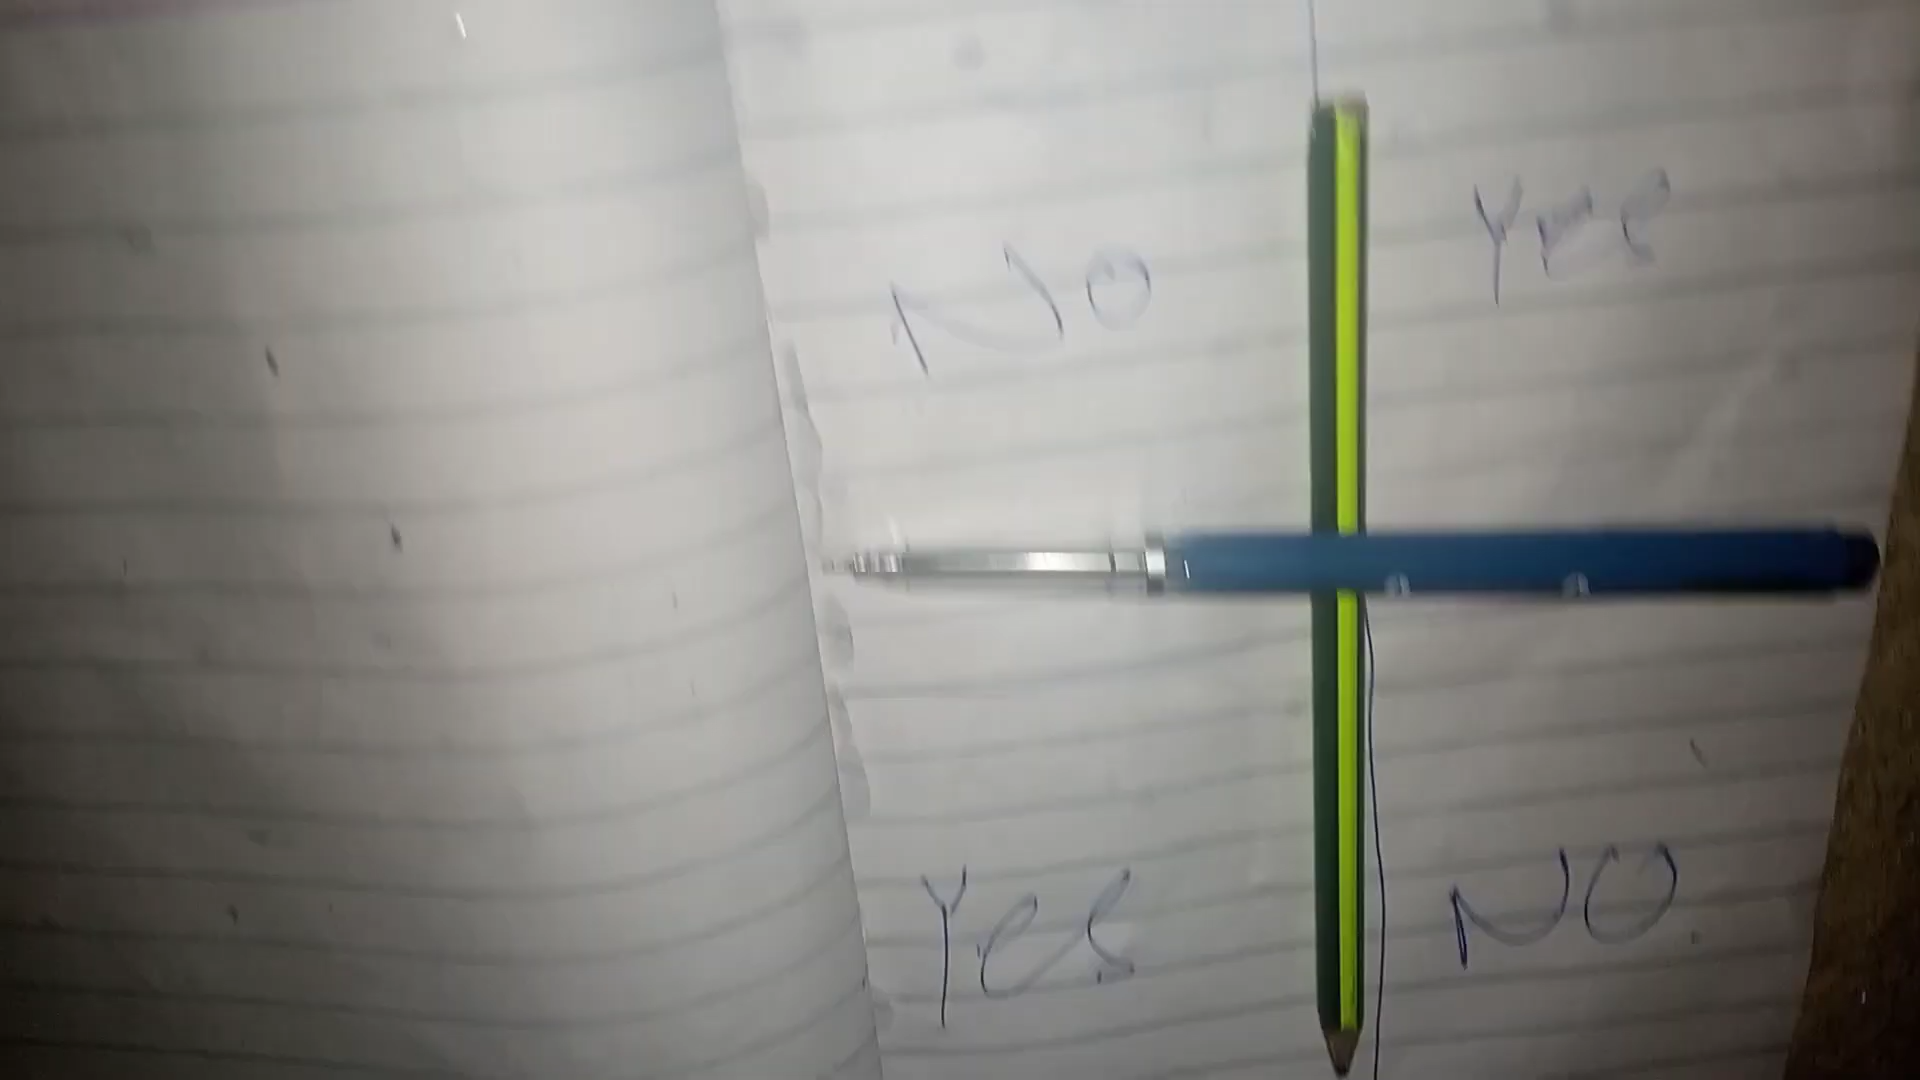 No Yes
Yes NO